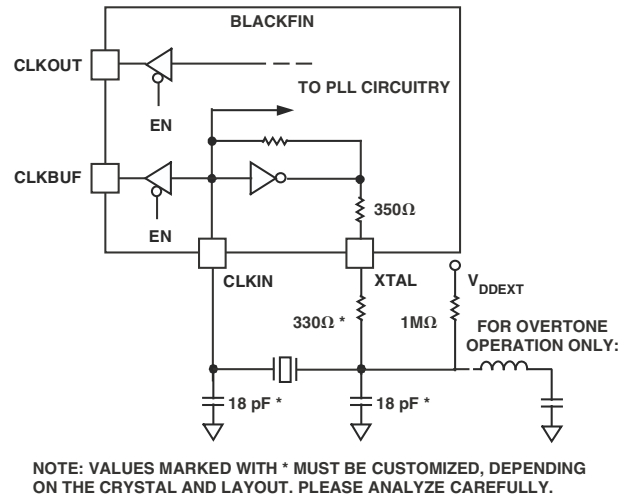 BLACKFIN
CLKOUT
TO PLL CIRCUITRY
EN
CLKBUF
EN
350Ω
CLKIN
XTAL
VDDEXT
330Ω *
1MΩ
FOR OVERTONE
OPERATION ONLY:
18 pF *
18 pF *
NOTE: VALUES MARKED WITH * MUST BE CUSTOMIZED, DEPENDING
ON THE CRYSTAL AND LAYOUT. PLEASE ANALYZE CAREFULLY.